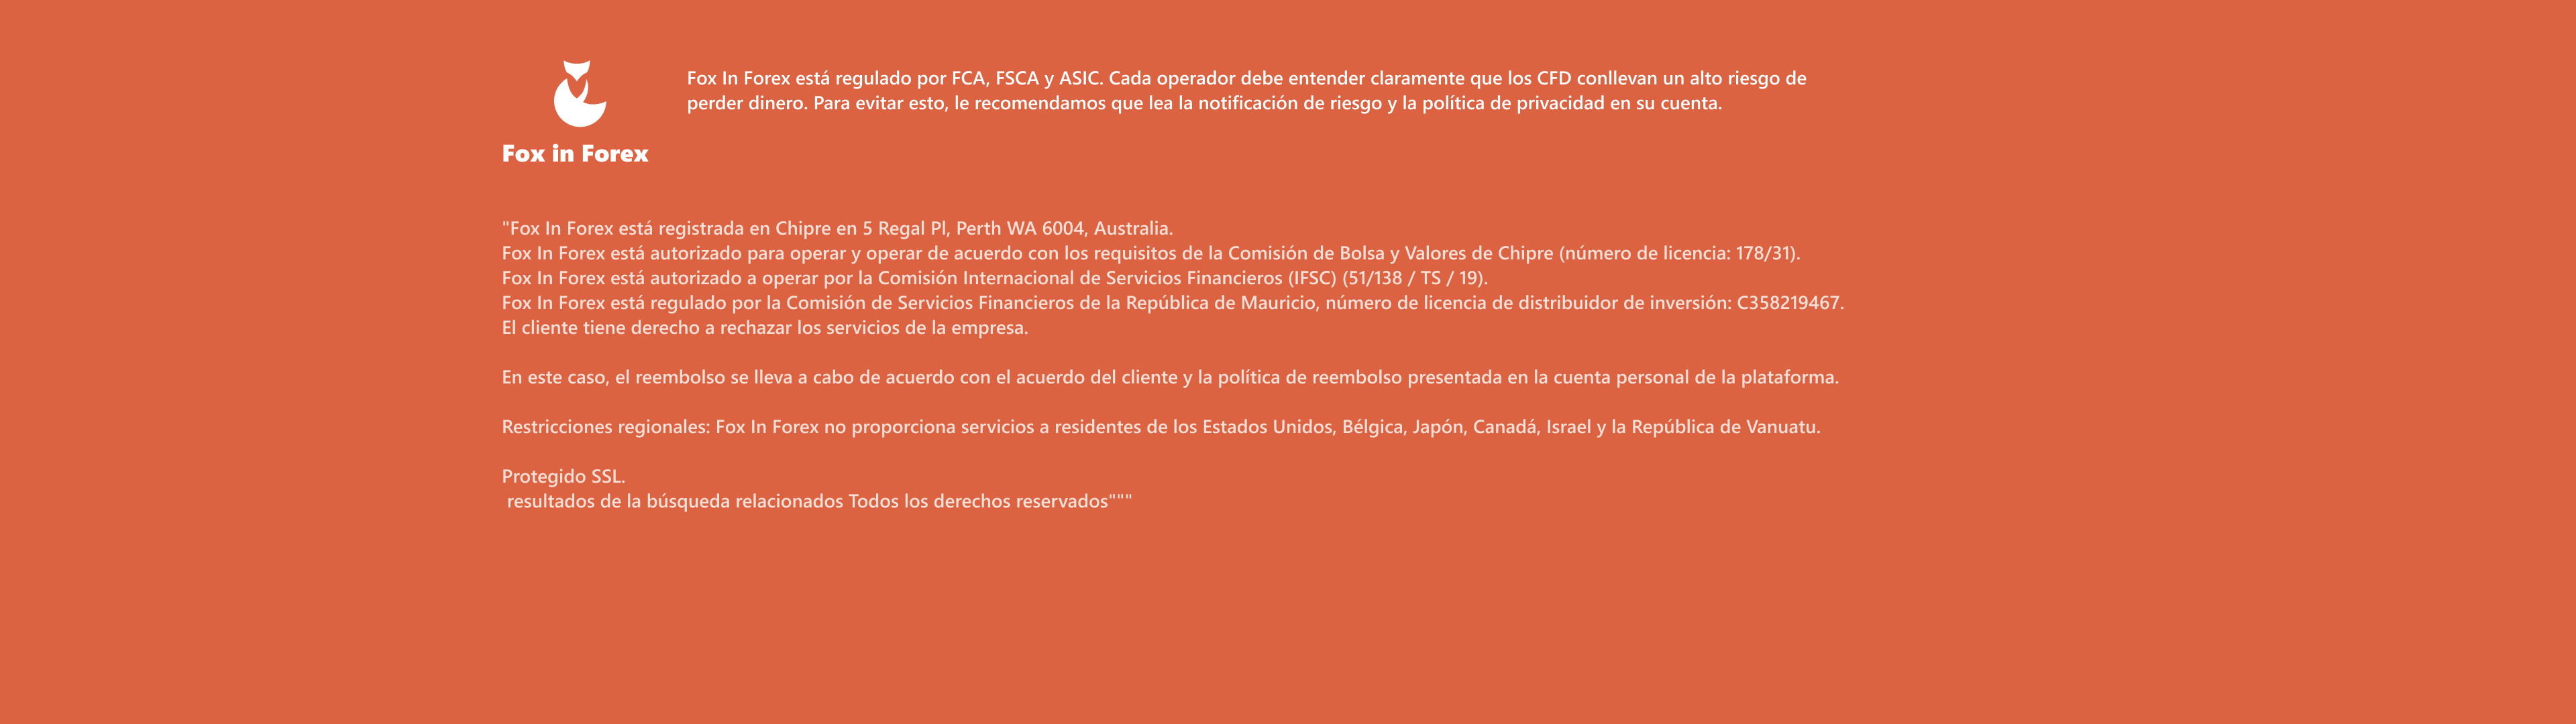 Fox In Forex está regulado por FCA, FSCA y ASIC. Cada operador debe entender claramente que los CFD conllevan un alto riesgo de
perder dinero. Para evitar esto, le recomendamos que lea la notificación de riesgo y la política de privacidad en su cuenta.
Fox in Forex
"Fox In Forex está registrada en Chipre en 5 Regal Pl, Perth WA 6004, Australia.
Fox In Forex está autorizado para operar y operar de acuerdo con los requisitos de la Comisión de Bolsa y Valores de Chipre (número de licencia: 178/31).
Fox In Forex está autorizado a operar por la Comisión Internacional de Servicios Financieros (IFSC) (51/138 / TS / 19).
Fox In Forex está regulado por la Comisión de Servicios Financieros de la República de Mauricio, número de licencia de distribuidor de inversión: C358219467.
El cliente tiene derecho a rechazar los servicios de la empresa.
En este caso, el reembolso se lleva a cabo de acuerdo con el acuerdo del cliente y la política de reembolso presentada en la cuenta personal de la plataforma.
Restricciones regionales: Fox In Forex no proporciona servicios a residentes de los Estados Unidos, Bélgica, Japón, Canadá, Israel y la República de Vanuatu.
Protegido SSL.
resultados de la búsqueda relacionados Todos los derechos reservados"""